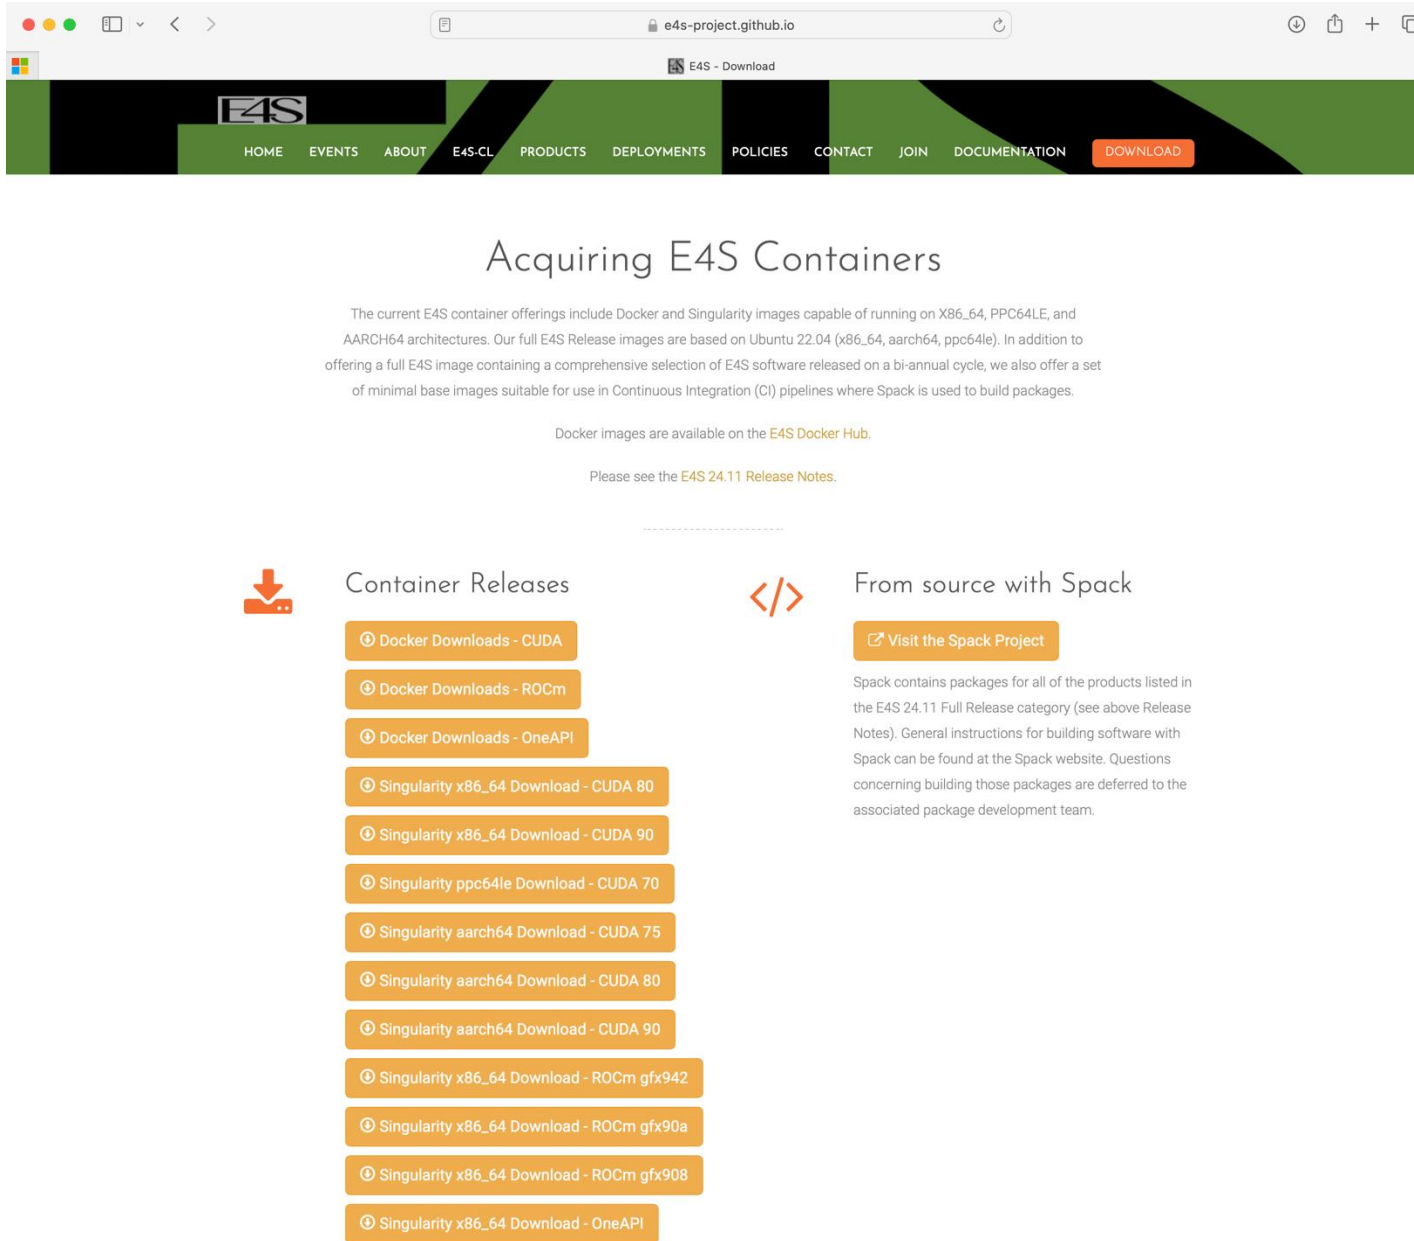 e4s-project.github.io
E4S - Download
E4S
HOME EVENTS ABOUT E4S-CL PRODUCTS DEPLOYMENTS POLICIES CONTACT JOIN DOCUMENTATION DOWNLOAD
Acquiring E4S Containers
The current E4S container offerings include Docker and Singularity images capable of running on X86_64, PPC64LE, and
AARCH64 architectures. Our full E4S Release images are based on Ubuntu 22.04 (x86_64, aarch64, ppc64le). In addition to
offering a full E4S image containing a comprehensive selection of E4S software released on a bi-annual cycle, we also offer a set
of minimal base images suitable for use in Continuous Integration (CI) pipelines where Spack is used to build packages.
Docker images are available on the E4S Docker Hub.
Please see the E4S 24.11 Release Notes.
Container Releases
Docker Downloads - CUDA
Docker Downloads - ROCm
Docker Downloads - OneAPI
Singularity x86_64 Download - CUDA 80
Singularity x86_64 Download - CUDA 90
Singularity ppc64le Download - CUDA 70
Singularity aarch64 Download - CUDA 75
Singularity aarch64 Download - CUDA 80
Singularity aarch64 Download - CUDA 90
Singularity x86_64 Download - ROCm gfx942
Singularity x86_64 Download - ROCm gfx90a
Singularity x86_64 Download - ROCm gfx908
Singularity x86_64 Download - OneAPI
From source with Spack
Visit the Spack Project
Spack contains packages for all of the products listed in
the E4S 24.11 Full Release category (see above Release
Notes). General instructions for building software with
Spack can be found at the Spack website. Questions
concerning building those packages are deferred to the
associated package development team.